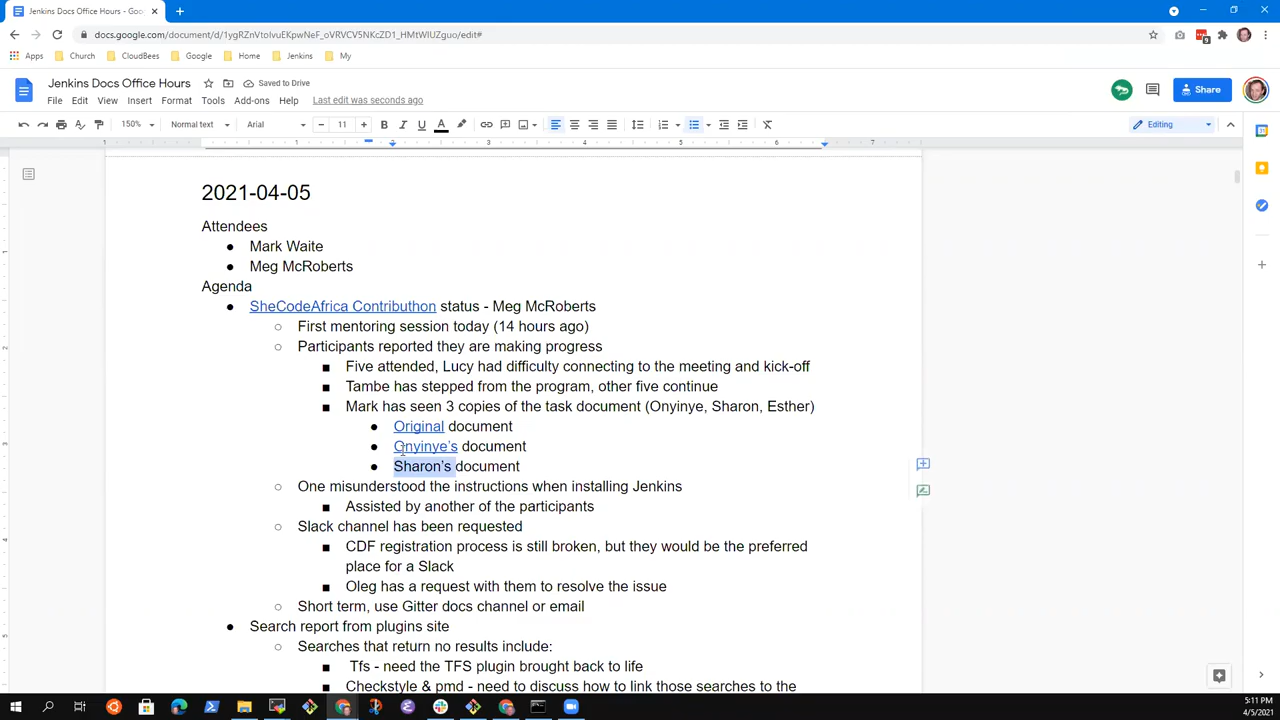 Jenkins Docs Office Hours - Goo
docs.google.com/document/d/1ygRZnVtoIvuEKpwNeF_oVRVCV5NKcZD1_HMtWIUZguo/edit#
9
Apps Church CloudBees Google Home Jenkins My
Jenkins Docs Office Hours Saved to Drive
File Edit View Insert Format Tools Add-ons Help Last edit was seconds ago
Share
150% Normal text Arial 11 Editing
1 1 2 3 4 5 6 7
2021-04-05
Attendees
● Mark Waite
● Meg McRoberts
Agenda
● SheCodeAfrica Contributhon status - Meg McRoberts
○ First mentoring session today (14 hours ago)
○ Participants reported they are making progress
■ Five attended, Lucy had difficulty connecting to the meeting and kick-off
■ Tambe has stepped from the program, other five continue
■ Mark has seen 3 copies of the task document (Onyinye, Sharon, Esther)
● Original document
● Onyinye's document
● Sharon's document
○ One misunderstood the instructions when installing Jenkins
■ Assisted by another of the participants
○ Slack channel has been requested
■ CDF registration process is still broken, but they would be the preferred
place for a Slack
■ Oleg has a request with them to resolve the issue
○ Short term, use Gitter docs channel or email
● Search report from plugins site
○ Searches that return no results include:
■ Tfs - need the TFS plugin brought back to life
■ Checkstyle & pmd - need to discuss how to link those searches to the
5:11 PM
4/5/2021